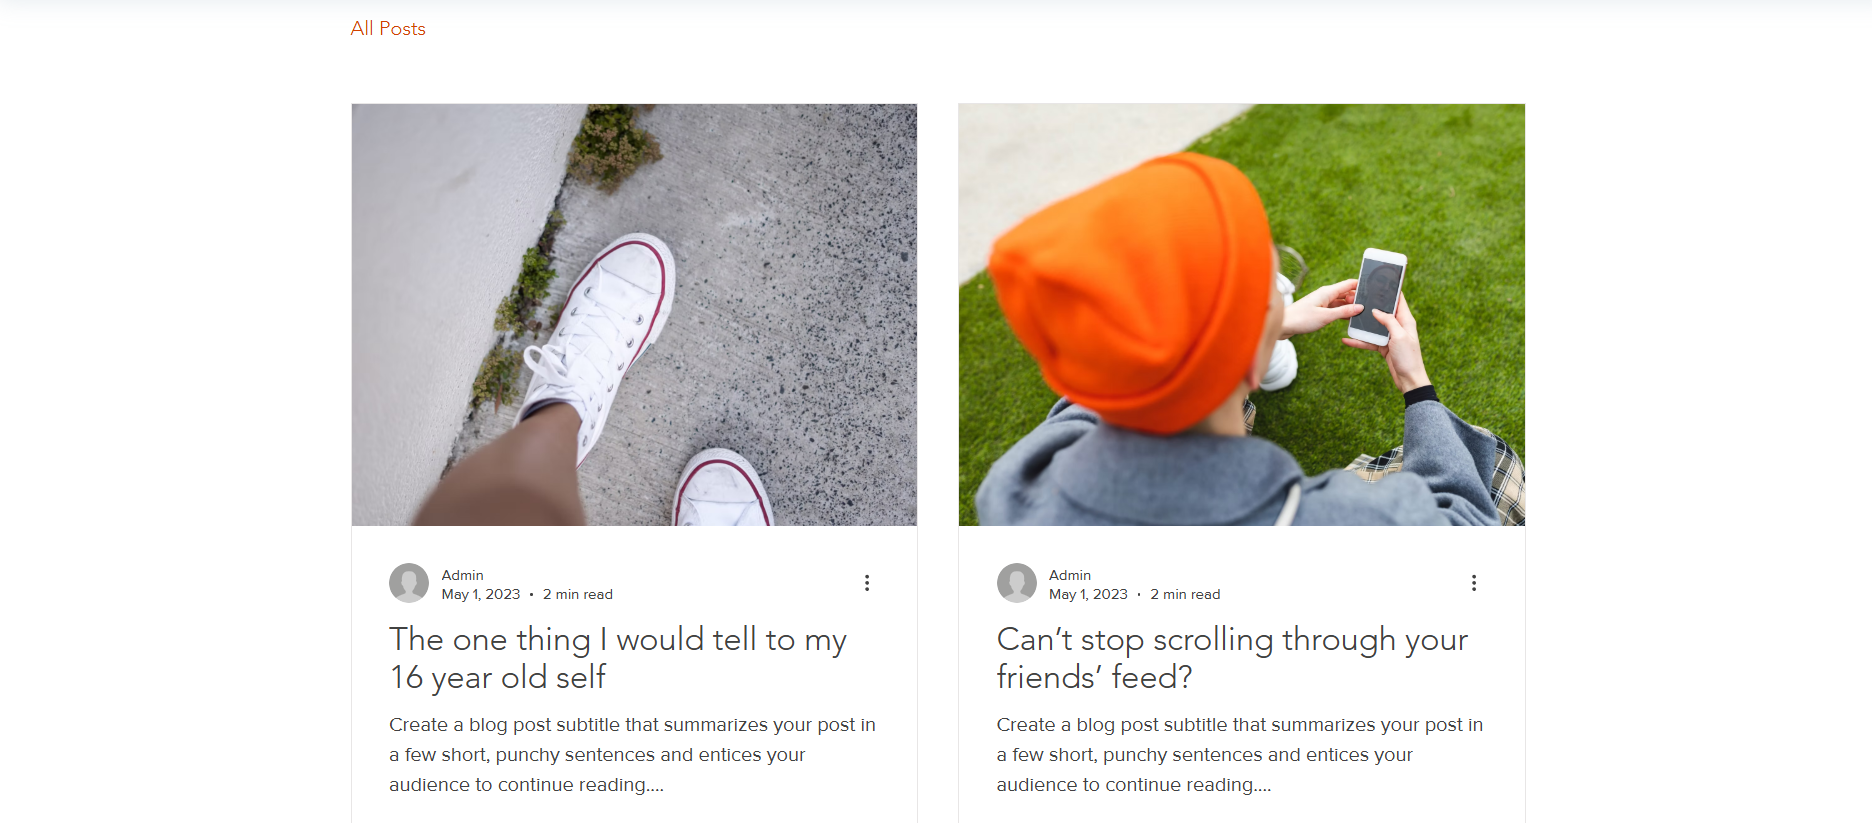 All Posts
Admin
May 1, 2023 · 2 min read
The one thing I would tell to my
16 year old self
Create a blog post subtitle that summarizes your post in
a few short, punchy sentences and entices your
audience to continue reading....
Admin
May 1, 2023 · 2 min read
Can’t stop scrolling through your
friends’ feed?
Create a blog post subtitle that summarizes your post in
a few short, punchy sentences and entices your
audience to continue reading....